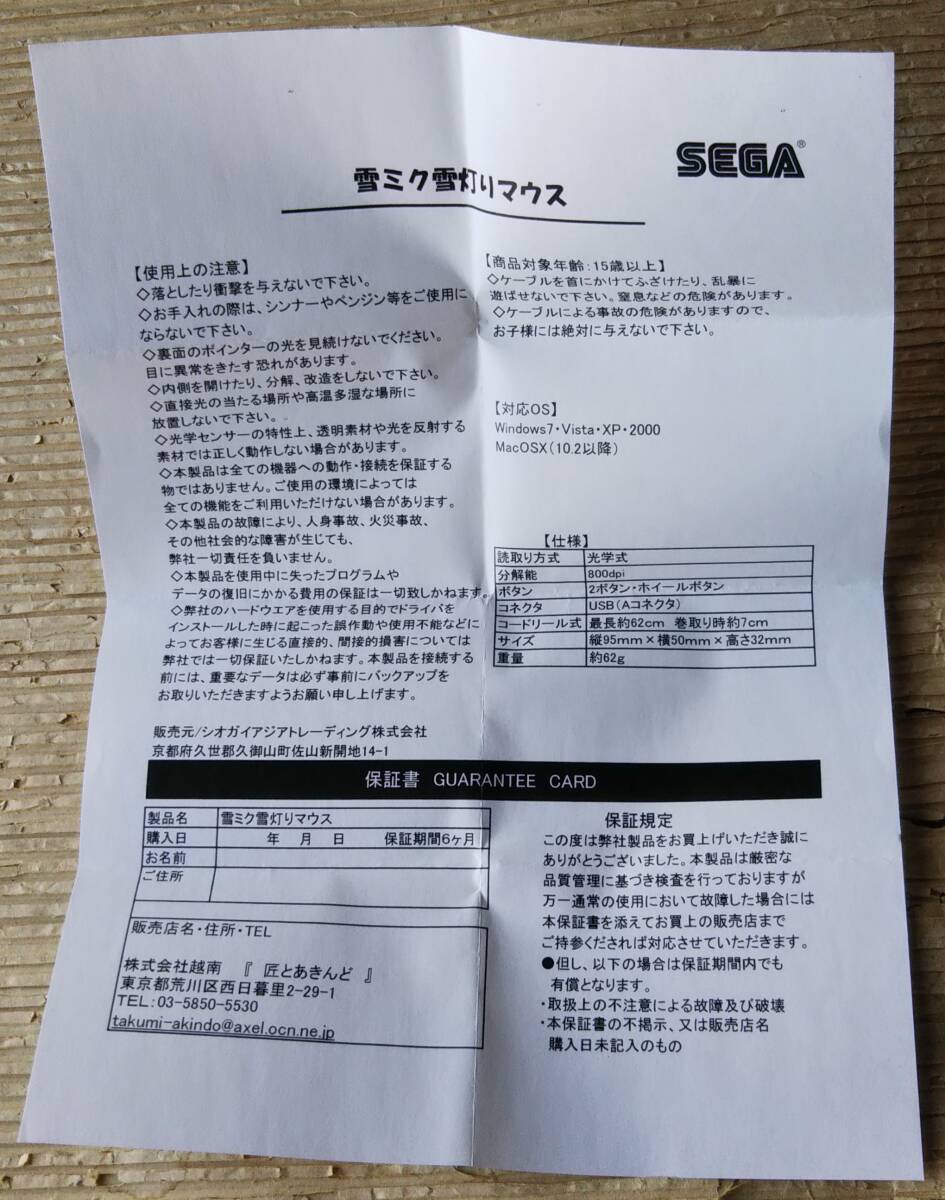 SEGA®
雪ミク雪灯りマウス
【使用上の注意】
◇落としたり衝撃を与えないで下さい。
◇お手入れの際は、シンナーやベンジン等をご使用に
ならないで下さい。
◇裏面のポインターの光を見続けないでください。
目に異常をきたす恐れがあります。
◇内側を開けたり、分解、改造をしないで下さい。
◇直接光の当たる場所や高温多湿な場所に
放置しないで下さい。
◇光学センサーの特性上、透明素材や光を反射する
素材では正しく動作しない場合があります。
◇本製品は全ての機器への動作・接続を保証する
物ではありません。ご使用の環境によっては
全ての機能をご利用いただけない場合があります。
◇本製品の故障により、人身事故、火災事故、
その他社会的な障害が生じても、
弊社一切責任を負いません。
◇本製品を使用中に失ったプログラムや
データの復旧にかかる費用の保証は一切致しかねます。
◇弊社のハードウエアを使用する目的でドライバを
インストールした時に起こった誤作動や使用不能などに
よってお客様に生じる直接的、間接的損害については
弊社では一切保証いたしかねます。本製品を接続する
前には、重要なデータは必ず事前にバックアップを
お取りいただきますようお願い申し上げます。
販売元/シオガイアジアトレーディング株式会社
京都府久世郡久御山町佐山新開地14-1
【商品対象年齢:15歳以上】
◇ケーブルを首にかけてふざけたり、乱暴に
遊ばせないで下さい。窒息などの危険があります。
◇ケーブルによる事故の危険がありますので、
お子様には絶対に与えないで下さい。
【対応OS】
Windows7・Vista・XP・2000
MacOSX(10.2以降)
【仕様】
読取り方式 光学式
分解能 800dpi
ボタン 2ボタン・ホイールボタン
コネクタ USB(Aコネクタ)
コードリール式 最長約62cm 巻取り時約7cm
サイズ 縦95mm×横50mm×高さ32mm
重量 約62g
保証書 GUARANTEE CARD
製品名 雪ミク雪灯りマウス
購入日 年 月 日 保証期間6ヶ月
お名前
ご住所
販売店名・住所・TEL
株式会社越南 『 匠とあきんど 』
東京都荒川区西日暮里2-29-1
TEL:03-5850-5530
takumi-akindo@axel.ocn.ne.jp
保証規定
この度は弊社製品をお買上げいただき誠に
ありがとうございました。本製品は厳密な
品質管理に基づき検査を行っておりますが
万一通常の使用において故障した場合には
本保証書を添えてお買上の販売店まで
ご持参くだされば対応させていただきます。
●但し、以下の場合は保証期間内でも
有償となります。
・取扱上の不注意による故障及び破壊
・本保証書の不掲示、又は販売店名
購入日未記入のもの